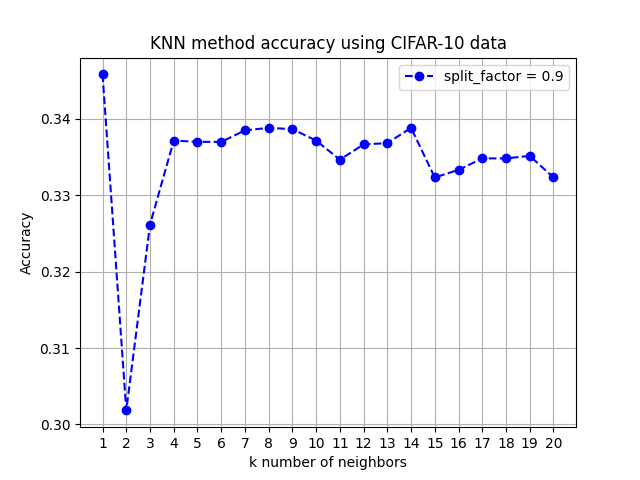 KNN method accuracy using CIFAR-10 data
split_factor = 0.9
Accuracy
0.34
0.33
0.32
0.31
0.30
1 2 3 4 5 6 7 8 9 10 11 12 13 14 15 16 17 18 19 20
k number of neighbors